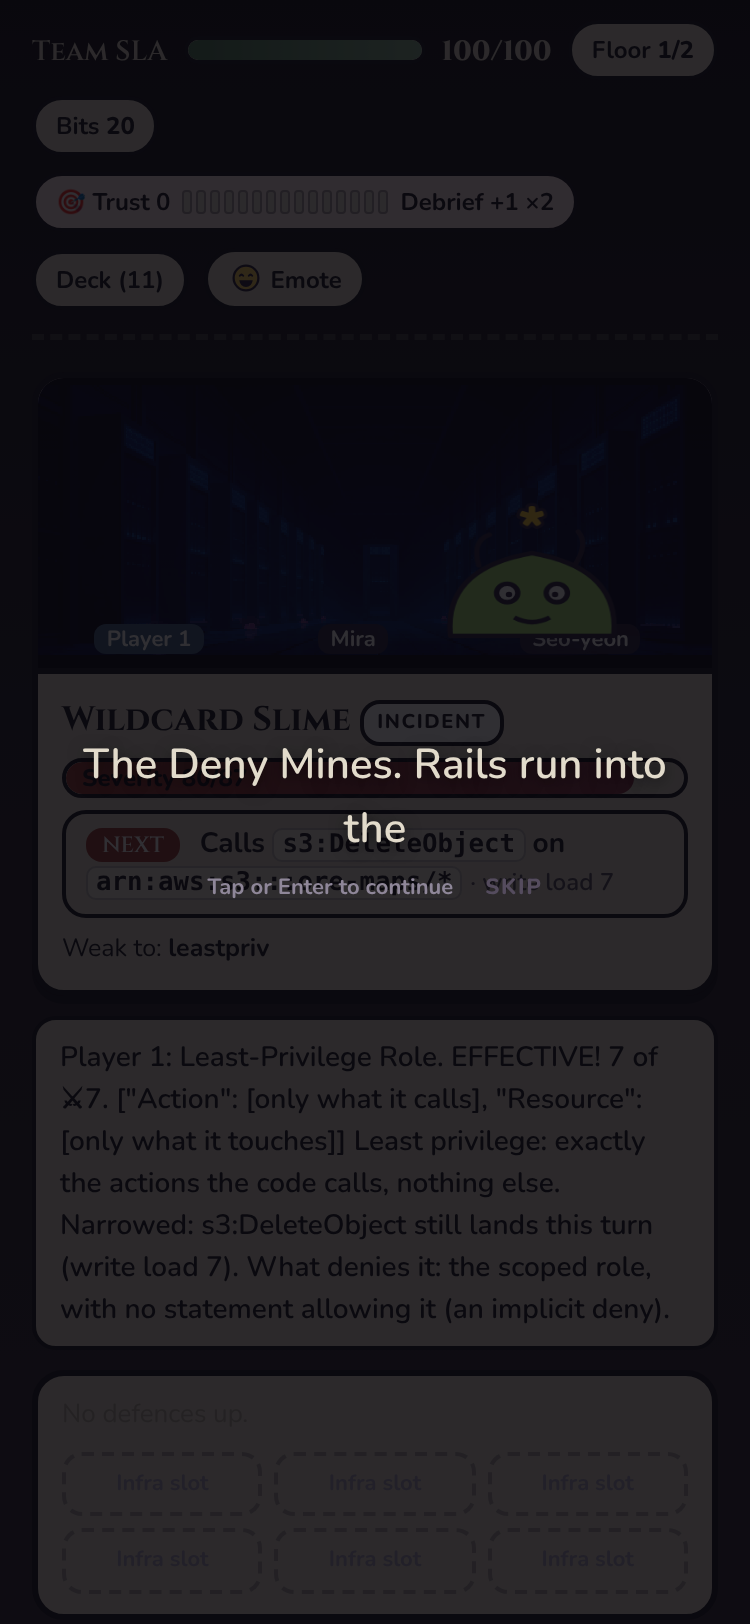 Team SLA 100/100 Floor 1/2
Bits 20
🎯 Trust 0 Debrief +1 ×2
Deck (11) 😄 Emote
Player 1 Mira Seo-yeon
Wildcard Slime INCIDENT
The Deny Mines. Rails run into
the
Severity
NEXT Calls s3:DeleteObject on
load 7
Tap or Enter to continue SKIP
Weak to: leastpriv
Player 1: Least-Privilege Role. EFFECTIVE! 7 of
⚔7. ["Action": [only what it calls], "Resource":
[only what it touches]] Least privilege: exactly
the actions the code calls, nothing else.
Narrowed: s3:DeleteObject still lands this turn
(write load 7). What denies it: the scoped role,
with no statement allowing it (an implicit deny).
No defences up.
Infra slot Infra slot Infra slot
Infra slot Infra slot Infra slot